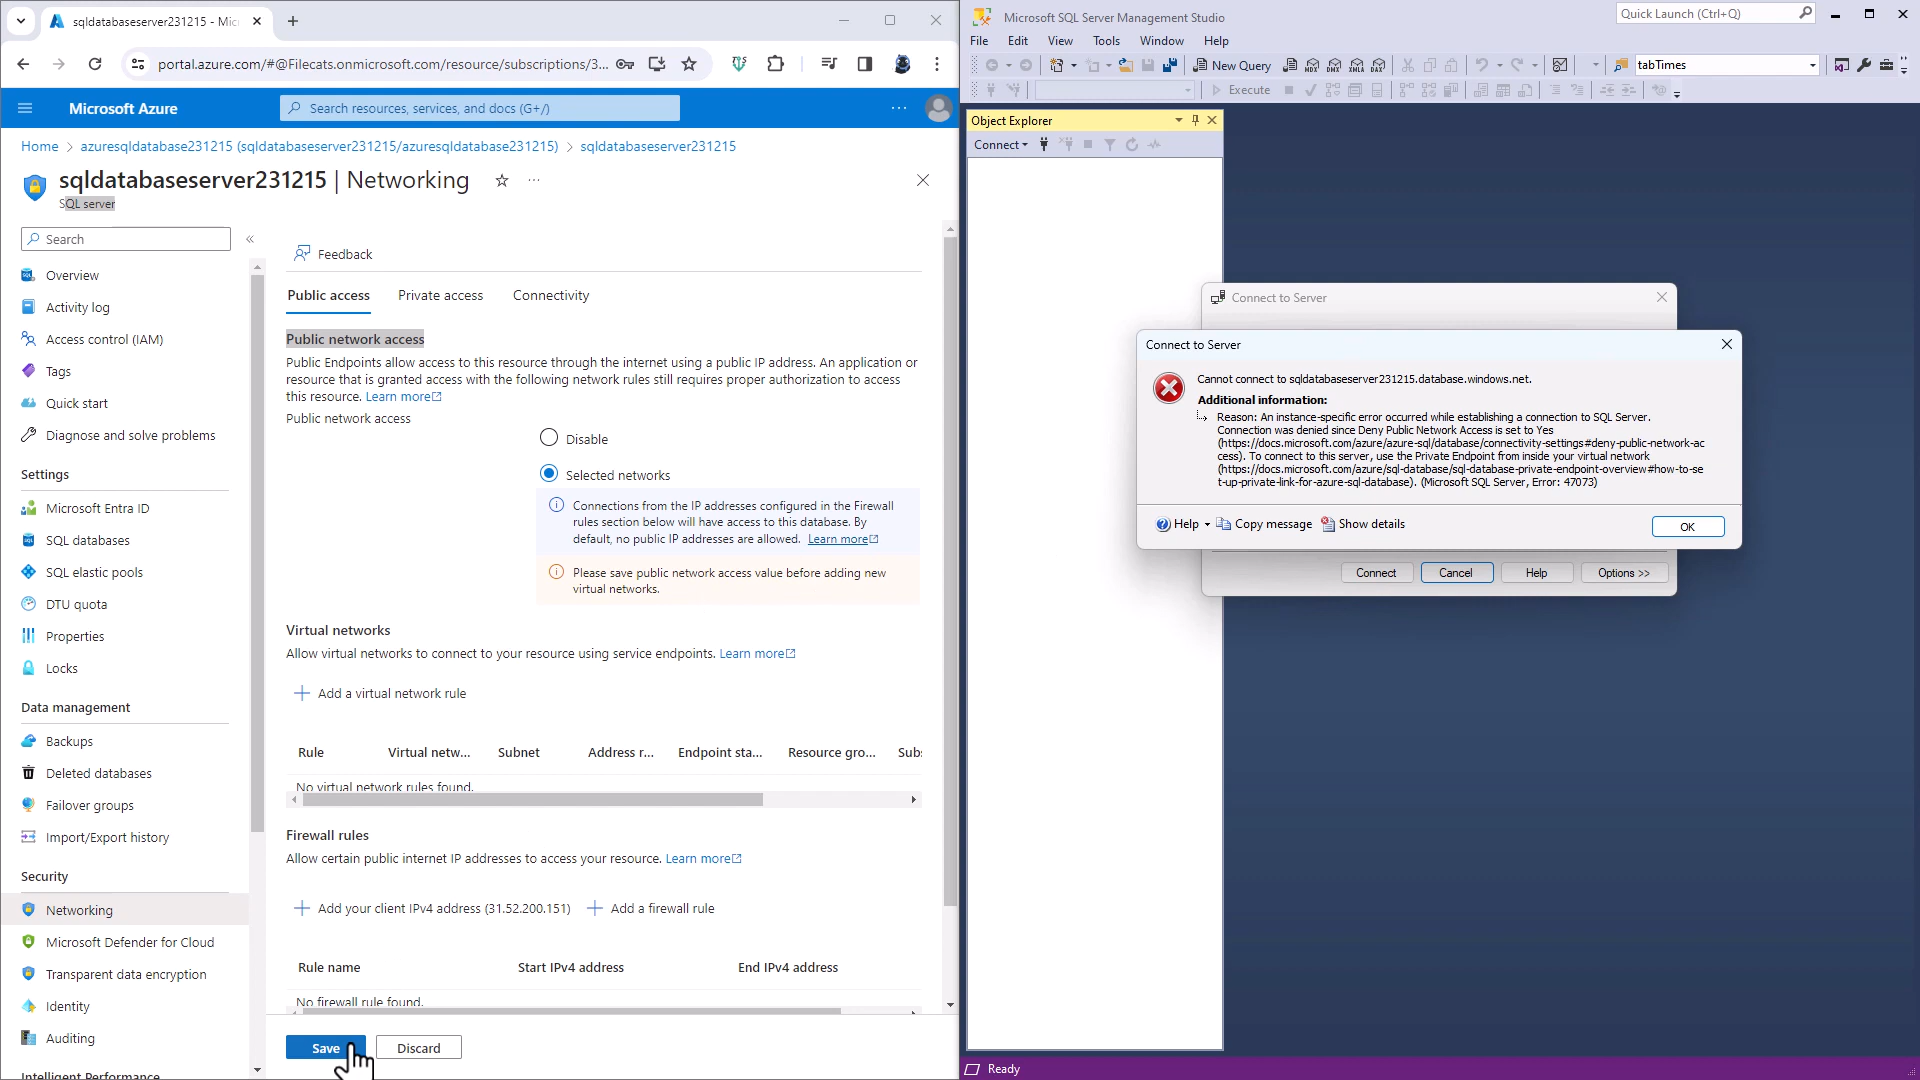 sqldatabaseserver231215 - Mic
portal.azure.com/#@Filecats.onmicrosoft.com/resource/subscriptions/3...
Microsoft Azure
Search resources, services, and docs (G+/)
Home > azuresqldatabase231215 (sqldatabaseserver231215/azuresqldatabase231215) > sqldatabaseserver231215
sqldatabaseserver231215 | Networking
SQL server
Search
Overview
Activity log
Access control (IAM)
Tags
Quick start
Diagnose and solve problems
Settings
Microsoft Entra ID
SQL databases
SQL elastic pools
DTU quota
Properties
Locks
Data management
Backups
Deleted databases
Failover groups
Import/Export history
Security
Networking
Microsoft Defender for Cloud
Transparent data encryption
Identity
Auditing
Intelligent Performance
Feedback
Public access Private access Connectivity
Public network access
Public Endpoints allow access to this resource through the internet using a public IP address. An application or
resource that is granted access with the following network rules still requires proper authorization to access
this resource. Learn more
Public network access
Disable
Selected networks
Connections from the IP addresses configured in the Firewall
rules section below will have access to this database. By
default, no public IP addresses are allowed. Learn more
Please save public network access value before adding new
virtual networks.
Virtual networks
Allow virtual networks to connect to your resource using service endpoints. Learn more
Add a virtual network rule
Rule Virtual netw... Subnet Address r... Endpoint sta... Resource gro... Subs
No virtual network rules found.
Firewall rules
Allow certain public internet IP addresses to access your resource. Learn more
Add your client IPv4 address (31.52.200.151) Add a firewall rule
Rule name Start IPv4 address End IPv4 address
No firewall rule found.
Save Discard
Microsoft SQL Server Management Studio
Quick Launch (Ctrl+Q)
File Edit View Tools Window Help
New Query MDX DMX XMLA DAX
tabTimes
Execute
Object Explorer
Connect
Connect to Server
Connect to Server
Cannot connect to sqldatabaseserver231215.database.windows.net.
Additional information:
Reason: An instance-specific error occurred while establishing a connection to SQL Server.
Connection was denied since Deny Public Network Access is set to Yes
(https://docs.microsoft.com/azure/azure-sql/database/connectivity-settings#deny-public-network-ac
cess). To connect to this server, use the Private Endpoint from inside your virtual network
(https://docs.microsoft.com/azure/sql-database/sql-database-private-endpoint-overview#how-to-se
t-up-private-link-for-azure-sql-database). (Microsoft SQL Server, Error: 47073)
Help Copy message Show details OK
Connect Cancel Help Options >>
Ready